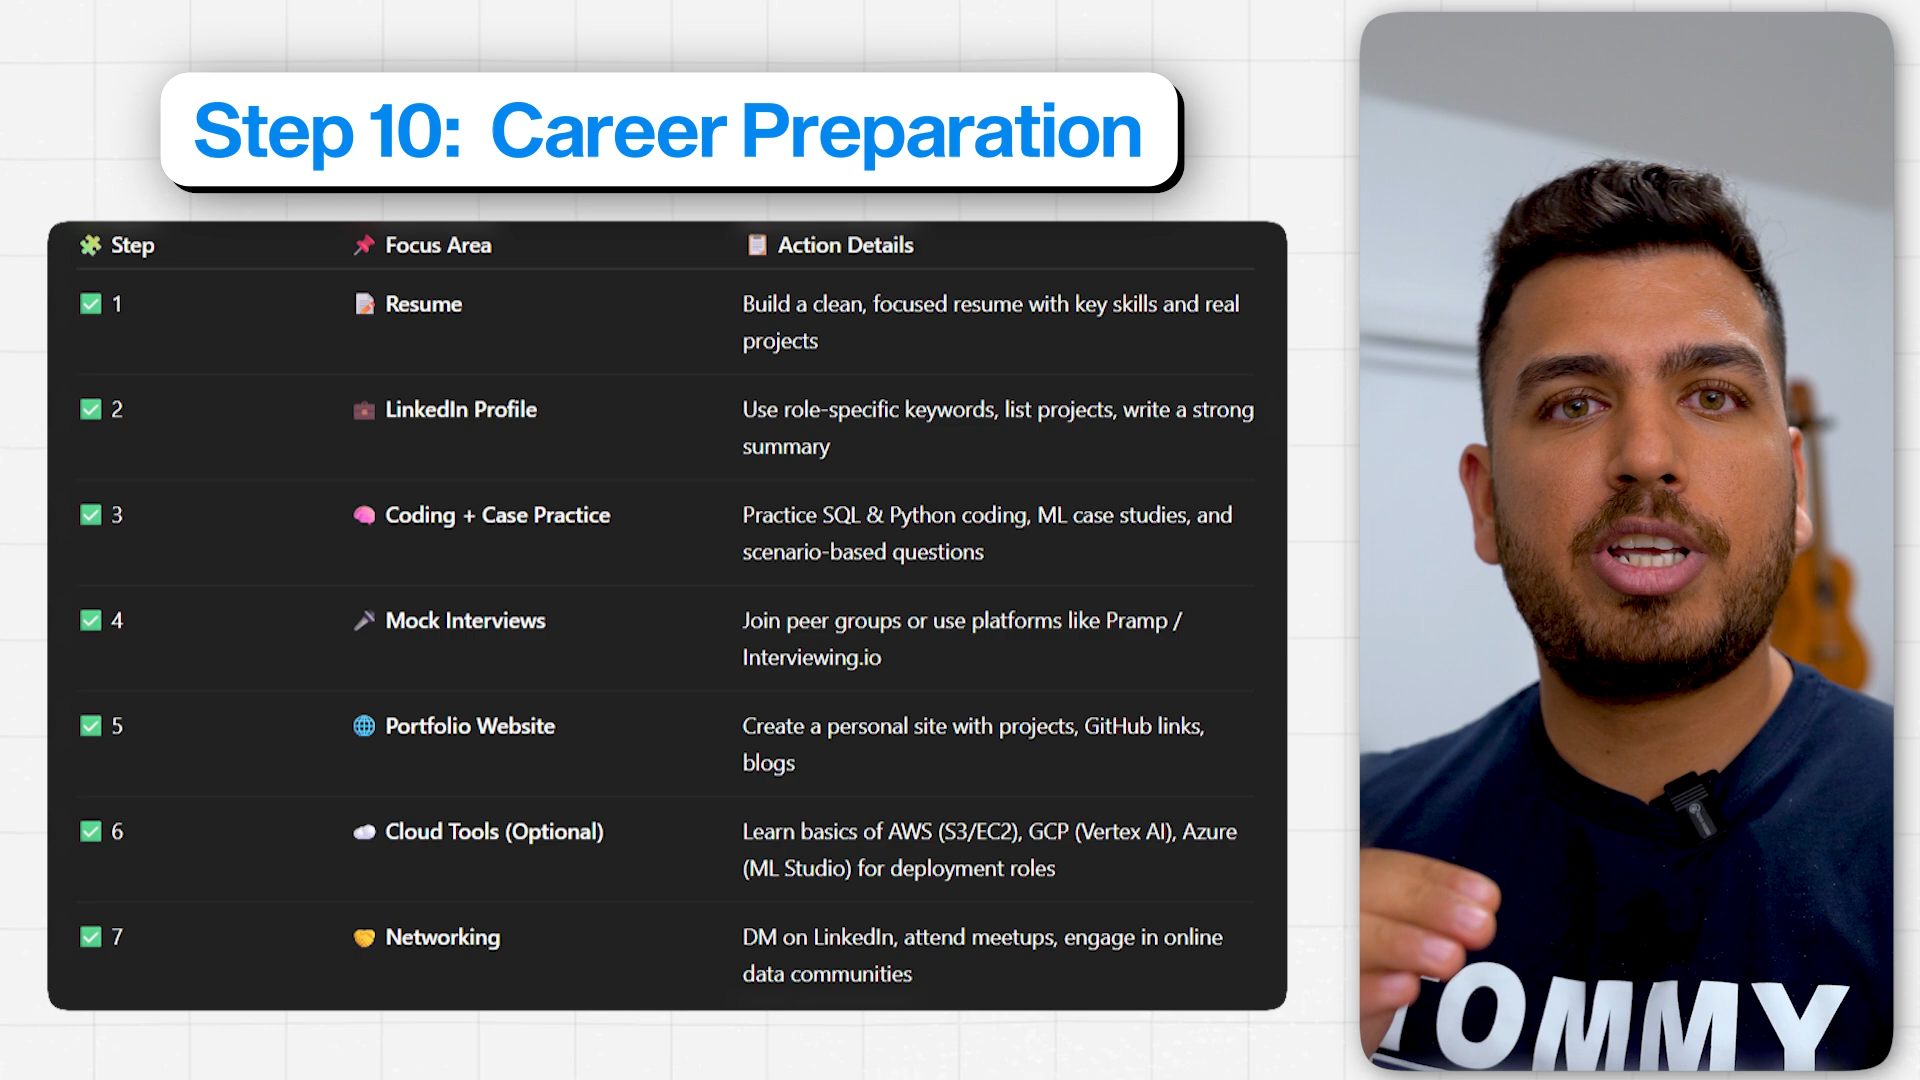 Step 10: Career Preparation
Step Focus Area Action Details
1 Resume Build a clean, focused resume with key skills and real
projects
2 LinkedIn Profile Use role-specific keywords, list projects, write a strong
summary
3 Coding + Case Practice Practice SQL & Python coding, ML case studies, and
scenario-based questions
4 Mock Interviews Join peer groups or use platforms like Pramp /
Interviewing.io
5 Portfolio Website Create a personal site with projects, GitHub links,
blogs
6 Cloud Tools (Optional) Learn basics of AWS (S3/EC2), GCP (Vertex AI), Azure
(ML Studio) for deployment roles
7 Networking DM on LinkedIn, attend meetups, engage in online
data communities
TOMMY